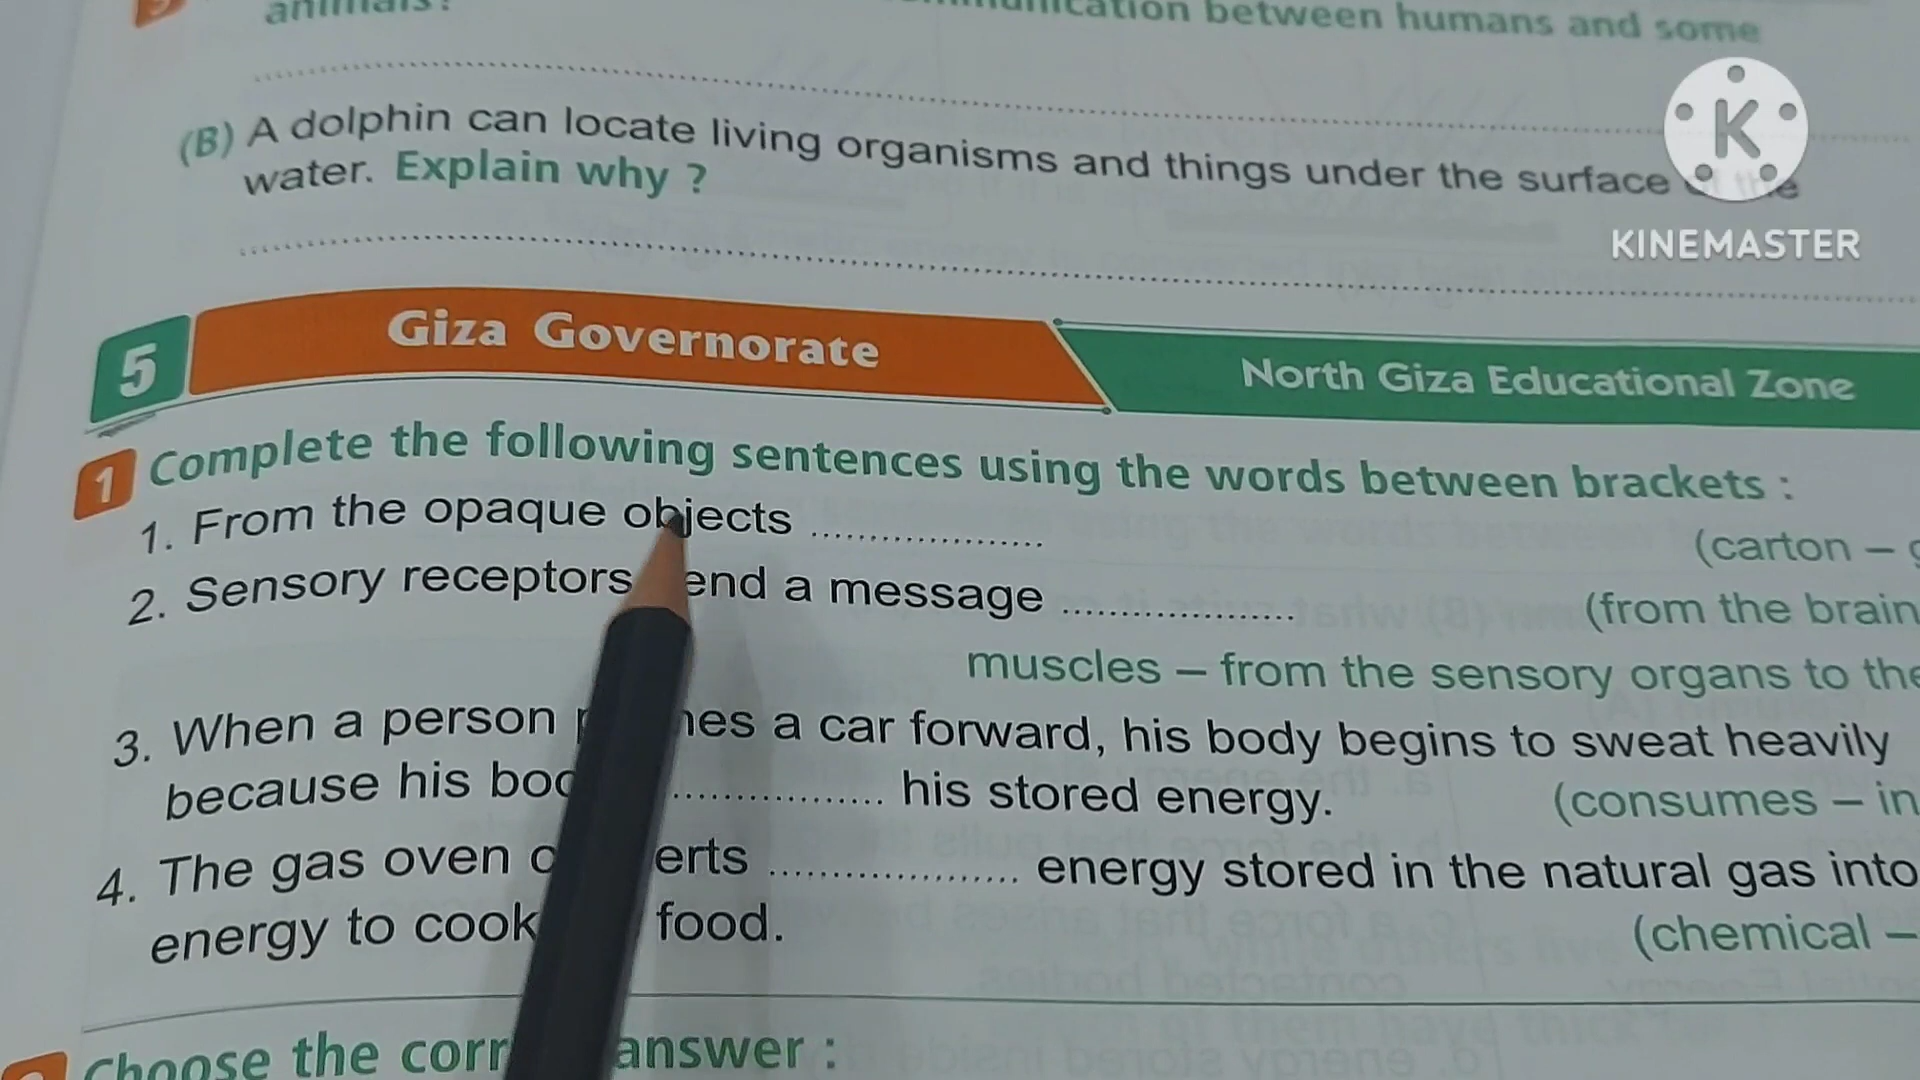 animals?
between humans and some
(B) A dolphin can locate living organisms and things under the surface
water. Explain why ?
K
KINEMASTER
5 Giza Governorate
North Giza Educational Zone
1 Complete the following sentences using the words between brackets :
1. From the opaque objects .................... (carton –
2. Sensory receptors end a message .................... (from the brain
muscles – from the sensory organs to the
3. When a person a car forward, his body begins to sweat heavily
because his .................... his stored energy. (consumes – in
4. The gas oven erts .................... energy stored in the natural gas into
energy to cook food. (chemical –
Choose the answer :